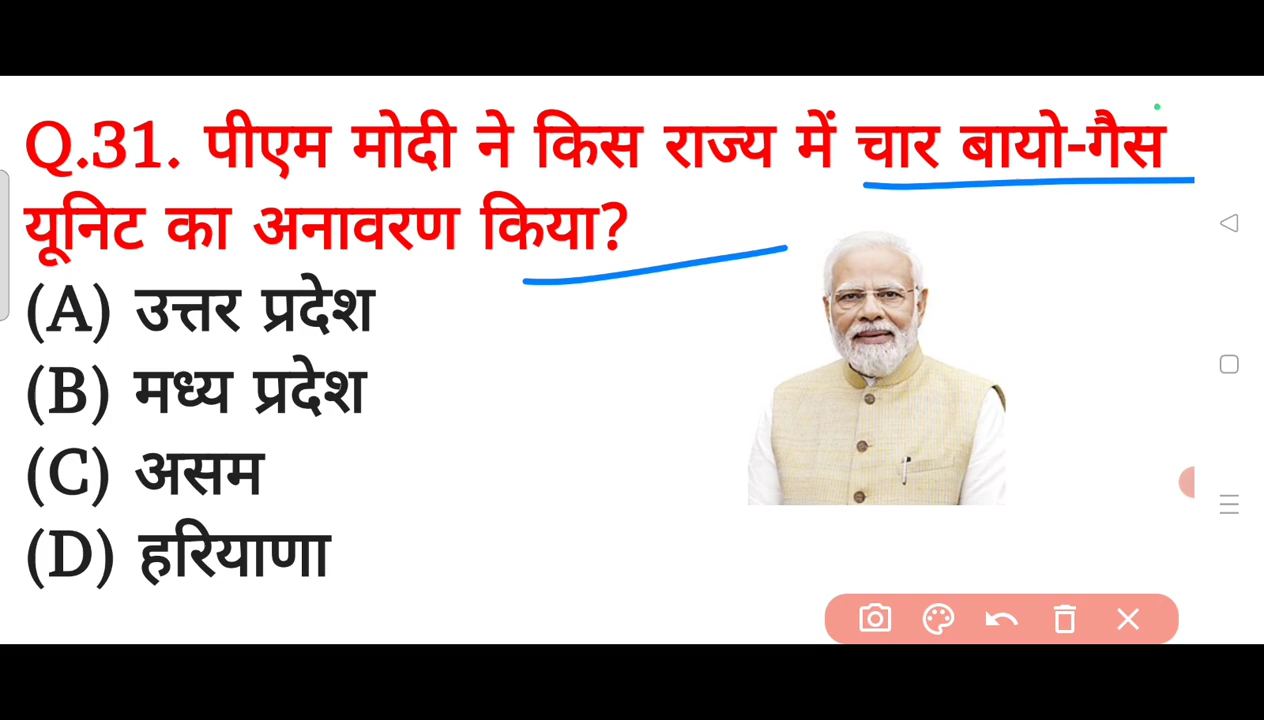 Q.31. पीएम मोदी ने किस राज्य में चार बायो-गैस
यूनिट का अनावरण किया?
(A) उत्तर प्रदेश
(B) मध्य प्रदेश
(C) असम
(D) हरियाणा